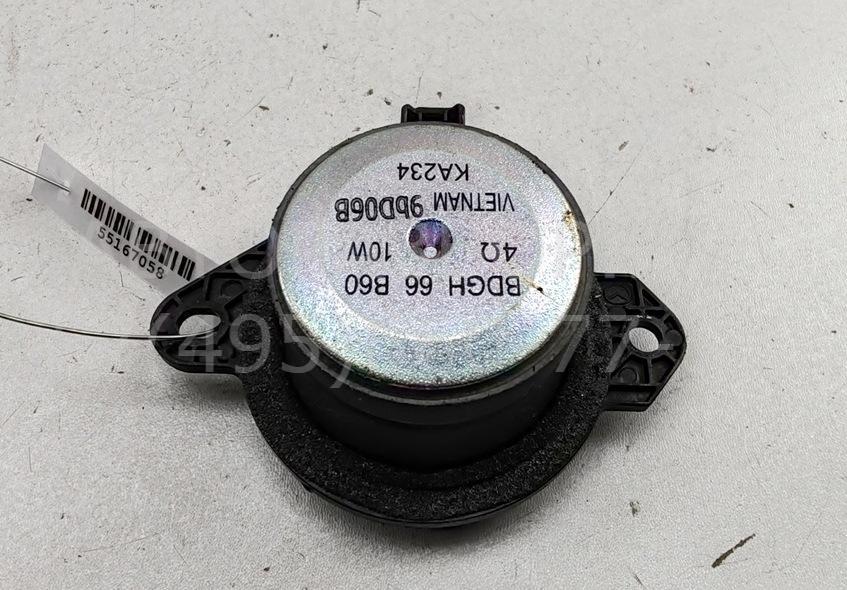 BDGH 66 B60
4Ω 10W
VIETNAM 9bD06B
KA234
55167058